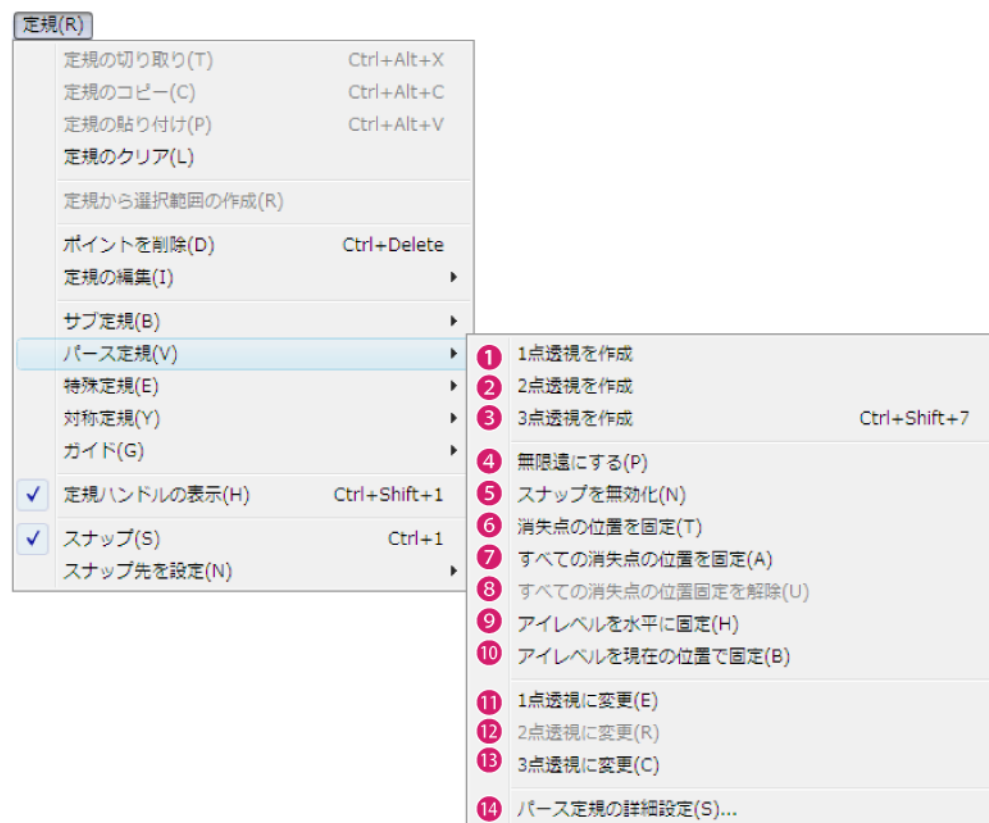 定規(R)
定規の切り取り(T) Ctrl+Alt+X
定規のコピー(C) Ctrl+Alt+C
定規の貼り付け(P) Ctrl+Alt+V
定規のクリア(L)
定規から選択範囲の作成(R)
ポイントを削除(D) Ctrl+Delete
定規の編集(I)
サブ定規(B)
パース定規(V)
特殊定規(E)
対称定規(Y)
ガイド(G)
定規ハンドルの表示(H) Ctrl+Shift+1
スナップ(S) Ctrl+1
スナップ先を設定(N)
1 1点透視を作成
2 2点透視を作成
3 3点透視を作成 Ctrl+Shift+7
4 無限遠にする(P)
5 スナップを無効化(N)
6 消失点の位置を固定(T)
7 すべての消失点の位置を固定(A)
8 すべての消失点の位置固定を解除(U)
9 アイレベルを水平に固定(H)
10 アイレベルを現在の位置で固定(B)
11 1点透視に変更(E)
12 2点透視に変更(R)
13 3点透視に変更(C)
14 パース定規の詳細設定(S)...